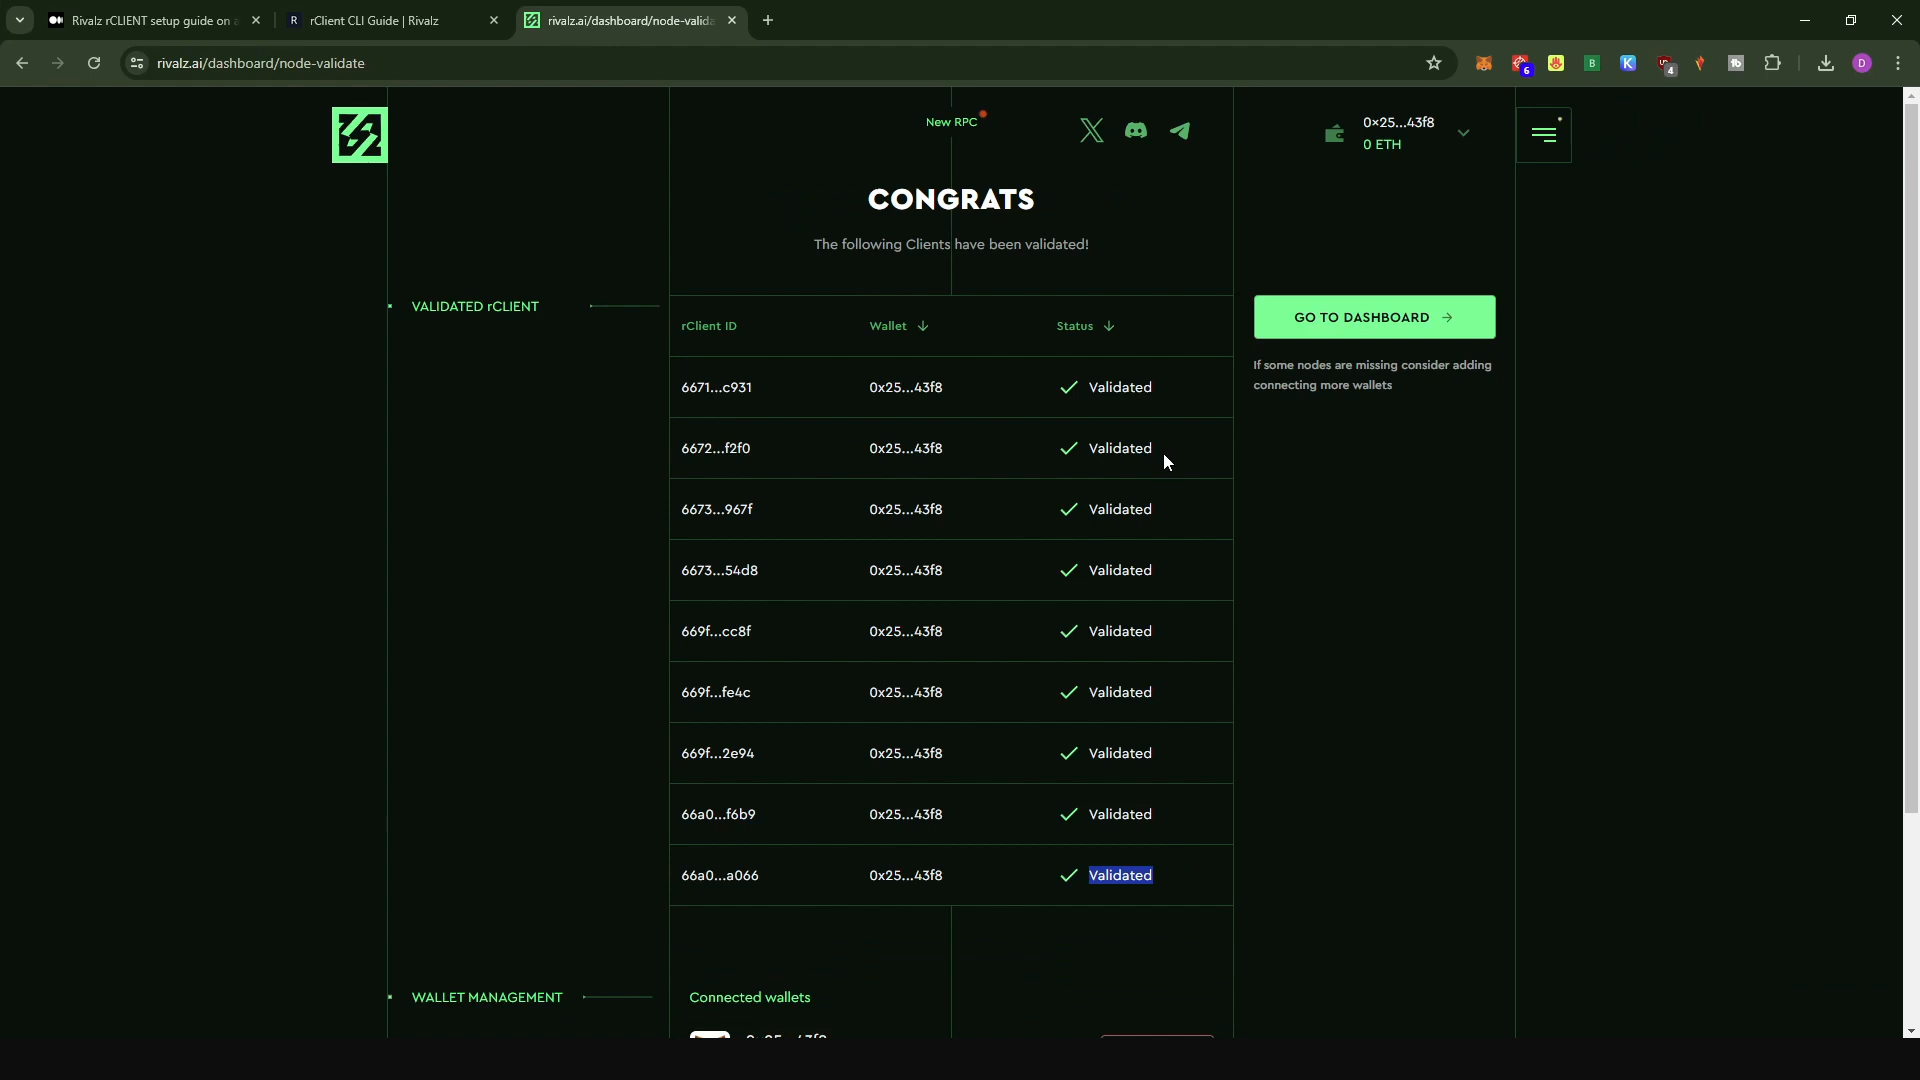 Rivalz rCLIENT setup guide on a
rClient CLI Guide | Rivalz
rivalz.ai/dashboard/node-valida
rivalz.ai/dashboard/node-validate
6
4
D
New RPC
0×25...43f8
0 ETH
CONGRATS
The following Clients have been validated!
VALIDATED rCLIENT
rClient ID Wallet Status
GO TO DASHBOARD
If some nodes are missing consider adding
connecting more wallets
6671...c931 0x25...43f8 Validated
6672...f2f0 0x25...43f8 Validated
6673...967f 0x25...43f8 Validated
6673...54d8 0x25...43f8 Validated
669f...cc8f 0x25...43f8 Validated
669f...fe4c 0x25...43f8 Validated
669f...2e94 0x25...43f8 Validated
66a0...f6b9 0x25...43f8 Validated
66a0...a066 0x25...43f8 Validated
WALLET MANAGEMENT
Connected wallets